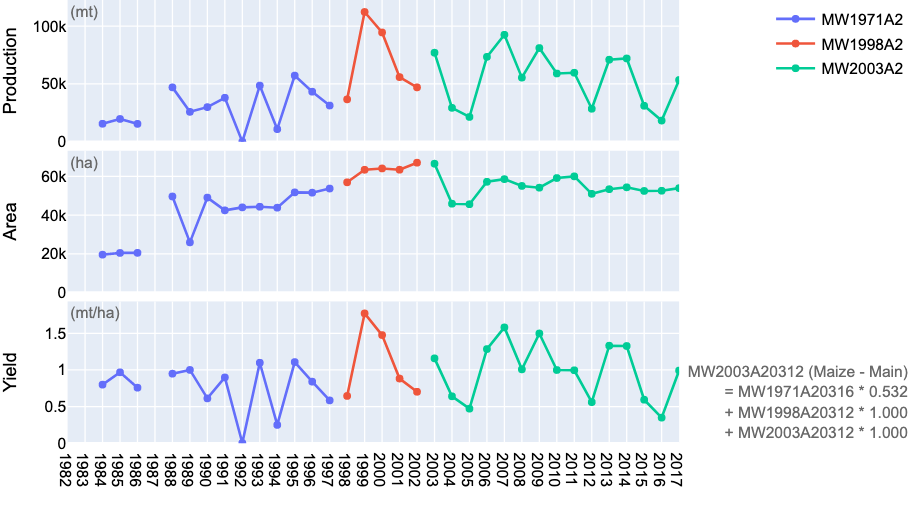 (mt)
100k
50k
0
Production
(ha)
60k
40k
20k
0
Area
(mt/ha)
1.5
1
0.5
0
Yield
1982
1983
1984
1985
1986
1987
1988
1989
1990
1991
1992
1993
1994
1995
1996
1997
1998
1999
2000
2001
2002
2003
2004
2005
2006
2007
2008
2009
2010
2011
2012
2013
2014
2015
2016
2017
MW1971A2
MW1998A2
MW2003A2
MW2003A20312 (Maize - Main)
= MW1971A20316 * 0.532
+ MW1998A20312 * 1.000
+ MW2003A20312 * 1.000